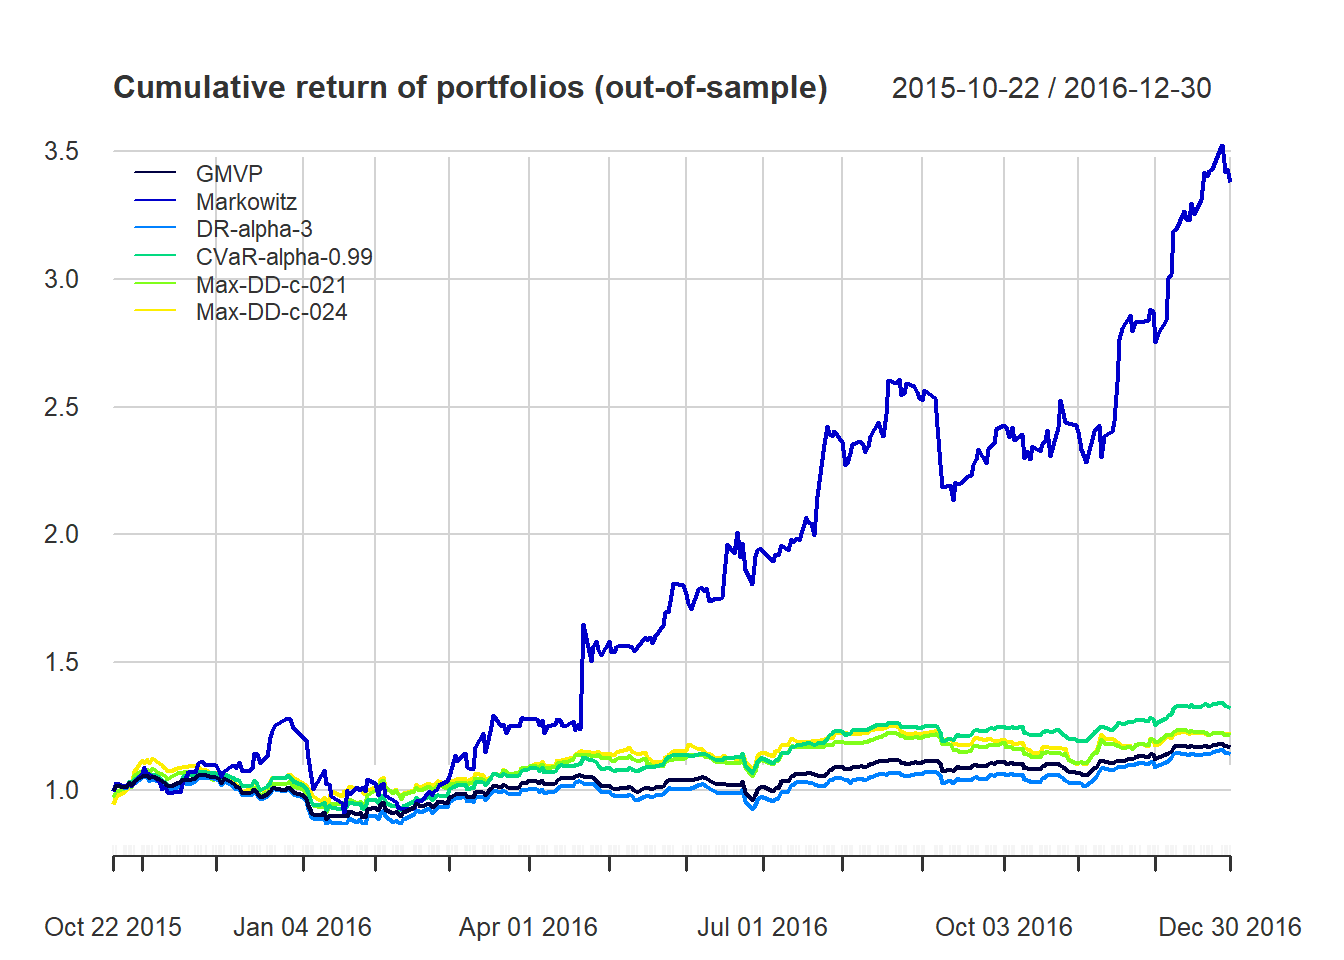 Cumulative return of portfolios (out-of-sample) 2015-10-22 / 2016-12-30
3.5
GMVP
Markowitz
DR-alpha-3
CVaR-alpha-0.99
3.0
Max-DD-c-021
Max-DD-c-024
2.5
2.0
1.5
1.0
Oct 22 2015 Jan 04 2016 Apr 01 2016 Jul 01 2016 Oct 03 2016 Dec 30 2016